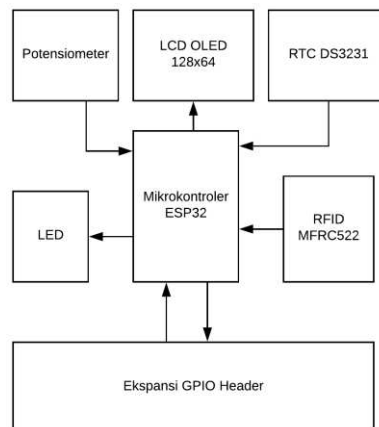 Potensiometer
LCD OLED
128x64
RTC DS3231
Mikrokontroler
ESP32
LED
RFID
MFRC522
Ekspansi GPIO Header